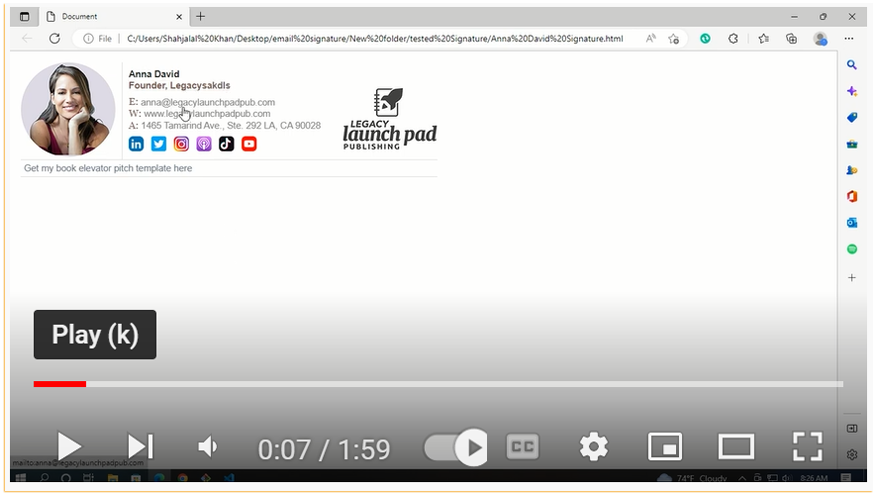 Document
File
C:/Users/Shahjalal%20Khan/Desktop/email%20signature/New%20folder/tested%20Signature/Anna%20David%20Signature.html
Anna David
Founder, Legacysakdls
E: anna@legacylaunchpadpub.com
W: www.legacylaunchpadpub.com
A: 1465 Tamarind Ave., Ste. 292 LA, CA 90028
LEGACY
launch pad
PUBLISHING
Get my book elevator pitch template here
Play (k)
0:07 / 1:59
CC
mailto:anna@legacylaunchpadpub.com
74°F Cloudy
8:26 AM